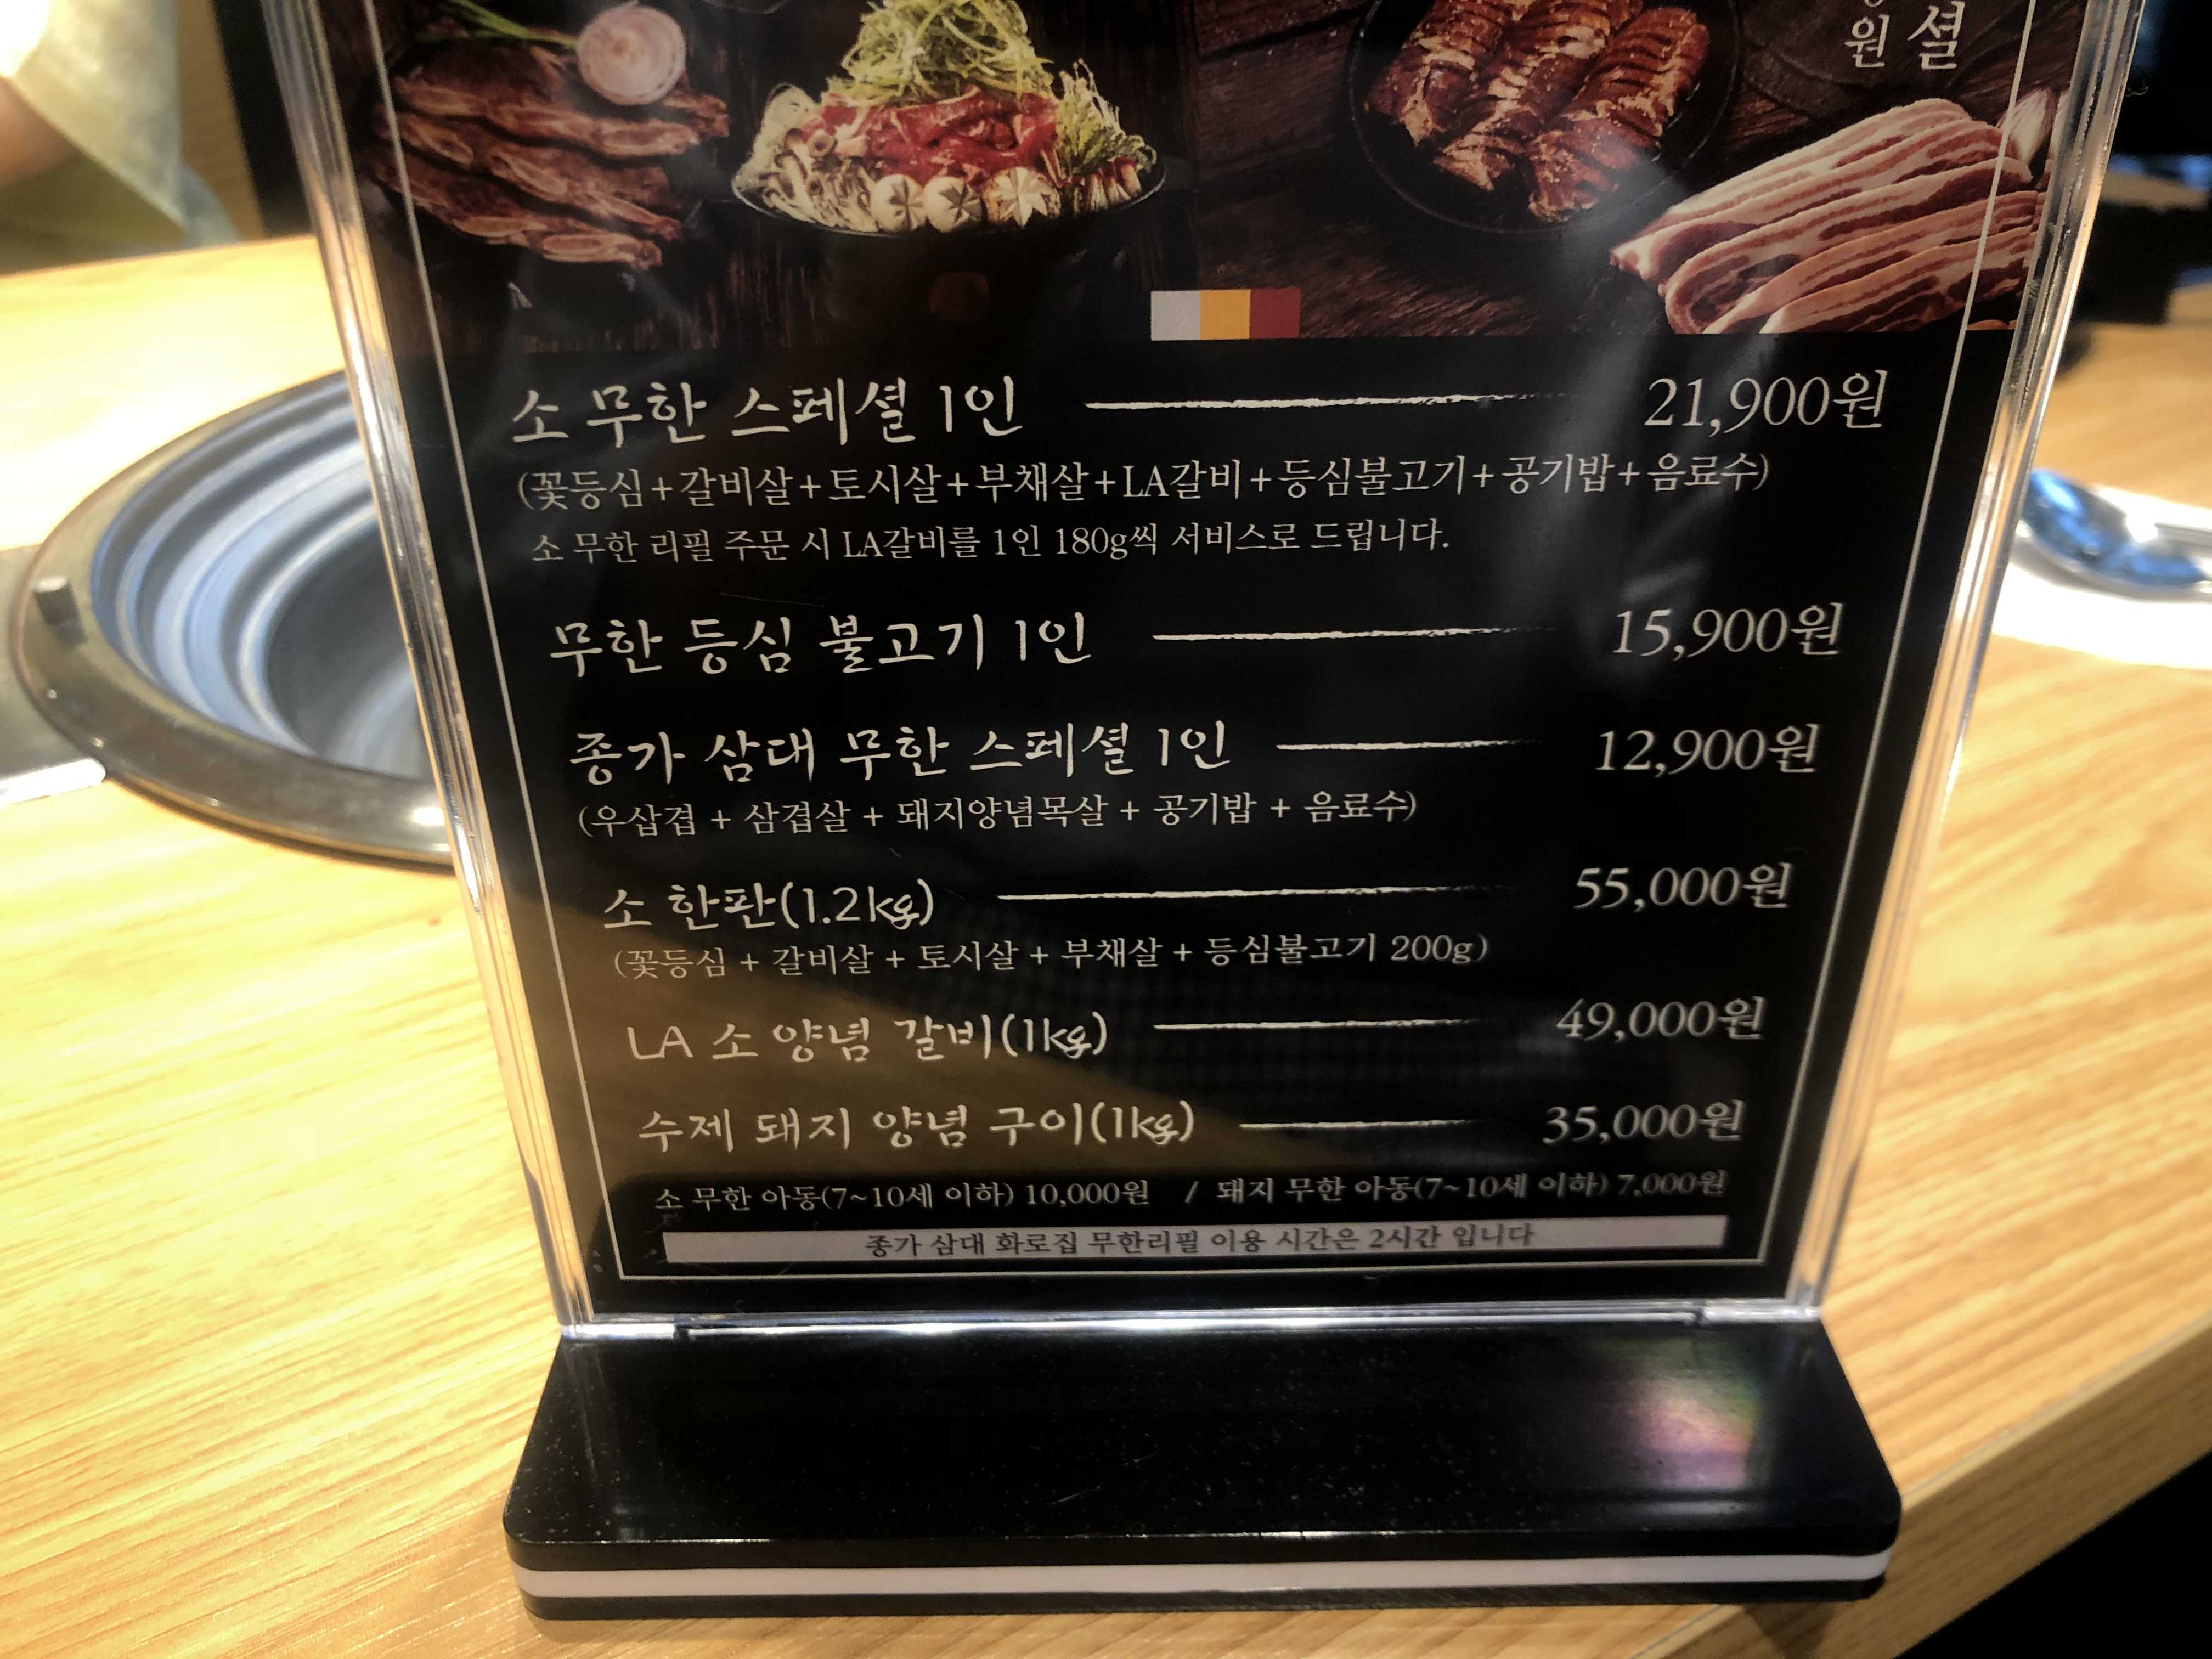 셜
원
소 무한 스페셜 1인 21,900원
(꽃등심+갈비살+토시살+부채살+LA갈비+등심불고기+공기밥+음료수)
소 무한 리필 주문 시 LA갈비를 1인 180g씩 서비스로 드립니다.
무한 등심 불고기 1인 15,900원
종가 삼대 무한 스페셜 1인 12,900원
(우삼겹 + 삼겹살 + 돼지양념목살 + 공기밥 + 음료수)
소 한판(1.2kg) 55,000원
(꽃등심 + 갈비살 + 토시살 + 부채살 + 등심불고기 200g)
LA 소 양념 갈비(1kg) 49,000원
수제 돼지 양념 구이(1kg) 35,000원
소 무한 아동(7~10세 이하) 10,000원 / 돼지 무한 아동(7~10세 이하) 7,000원
종가 삼대 화로집 무한리필 이용 시간은 2시간 입니다